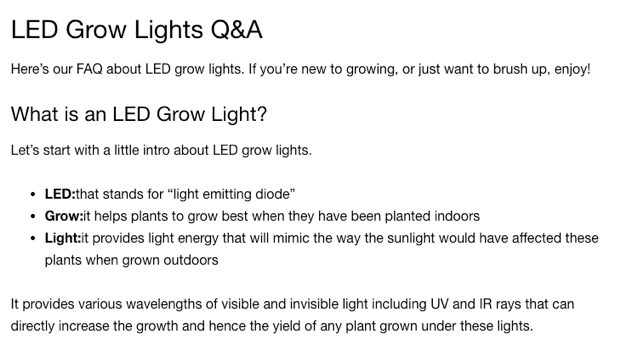 LED Grow Lights Q&A
Here's our FAQ about LED grow lights. If you're new to growing, or just want to brush up, enjoy!
What is an LED Grow Light?
Let's start with a little intro about LED grow lights.
• LED:that stands for “light emitting diode”
• Grow:it helps plants to grow best when they have been planted indoors
• Light:it provides light energy that will mimic the way the sunlight would have affected these
plants when grown outdoors
It provides various wavelengths of visible and invisible light including UV and IR rays that can
directly increase the growth and hence the yield of any plant grown under these lights.